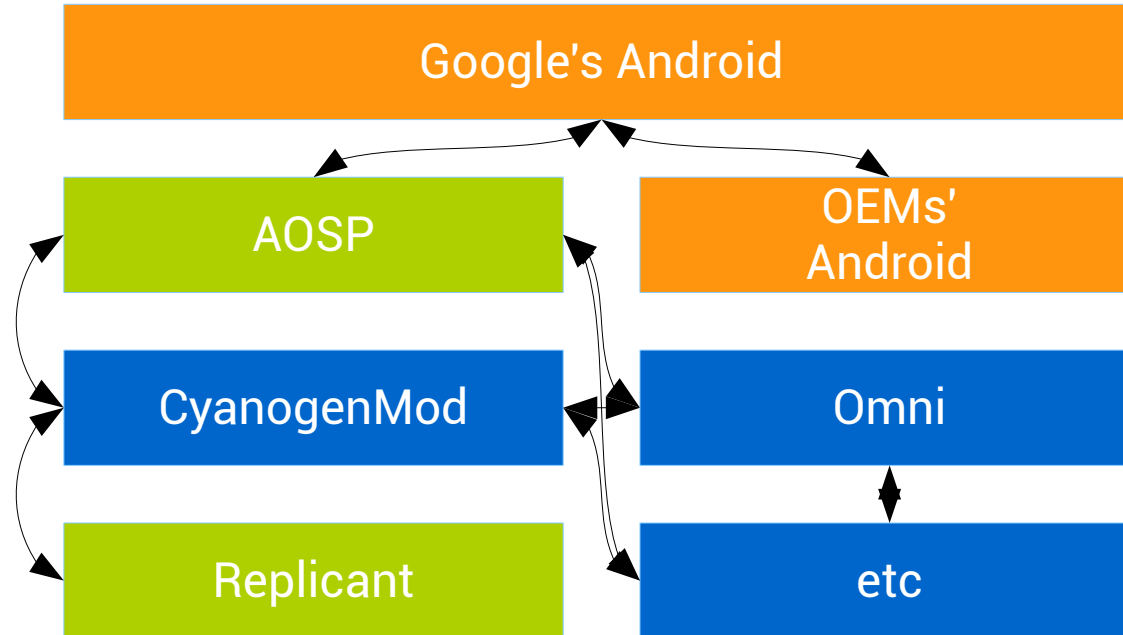 Google's Android
AOSP
OEMs'
Android
CyanogenMod
Omni
Replicant
etc